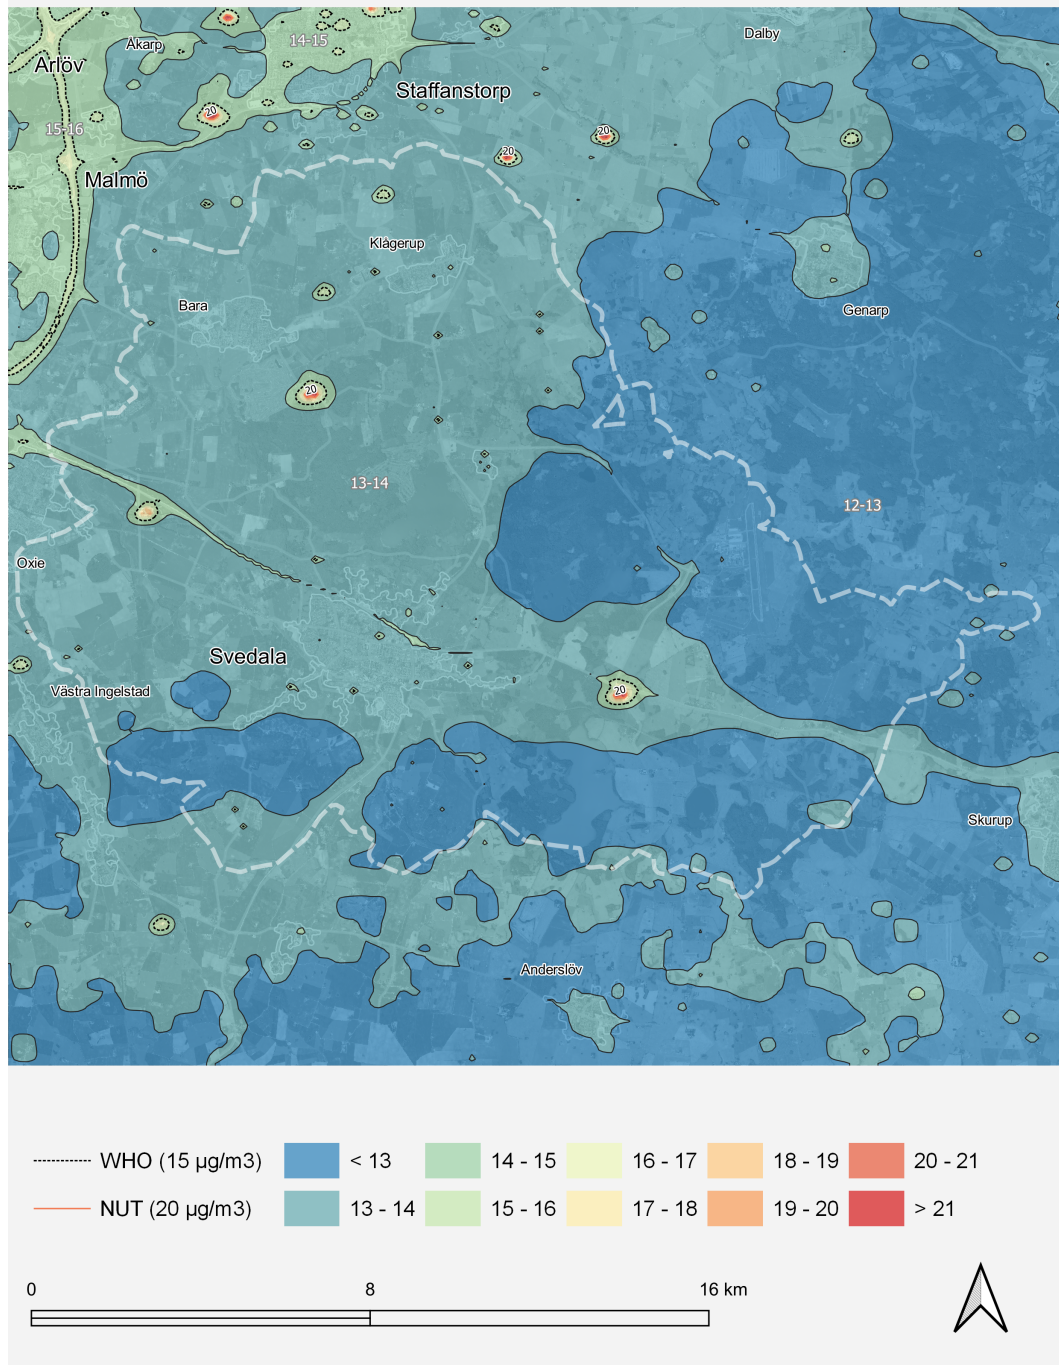 Dalby
14-15
Åkarp
Arlöv
Staffanstorp
20
15-16
20
20
Malmö
Klågerup
Bara
Genarp
20
13-14
12-13
Oxie
Svedala
Västra Ingelstad
20
Skurup
Anderslöv
WHO (15 µg/m3)
< 13
14 - 15
16 - 17
18 - 19
20 - 21
NUT (20 µg/m3)
13 - 14
15 - 16
17 - 18
19 - 20
> 21
0
8
16 km